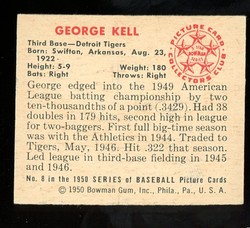 GEORGE KELL
Third Base—Detroit Tigers
Born: Swifton, Arkansas, Aug. 23,
1922 -
Height: 5-9 Weight: 180
Bats: Right Throws: Right
George edged into the 1949 American
League batting championship by two
ten-thousandths of a point (.3429). Had 38
doubles in 179 hits, second high in league
for two-baggers. First full big-time season
was with the Athletics in 1944. Traded to
Tigers, May, 1946. Hit .322 that season.
Led league in third-base fielding in 1945
and 1946.
No. 8 in the 1950 SERIES of BASEBALL Picture Cards
©1950 Bowman Gum, Inc., Phila., Pa., U. S. A.
PICTURE CARD
COLLECTORS CLUB